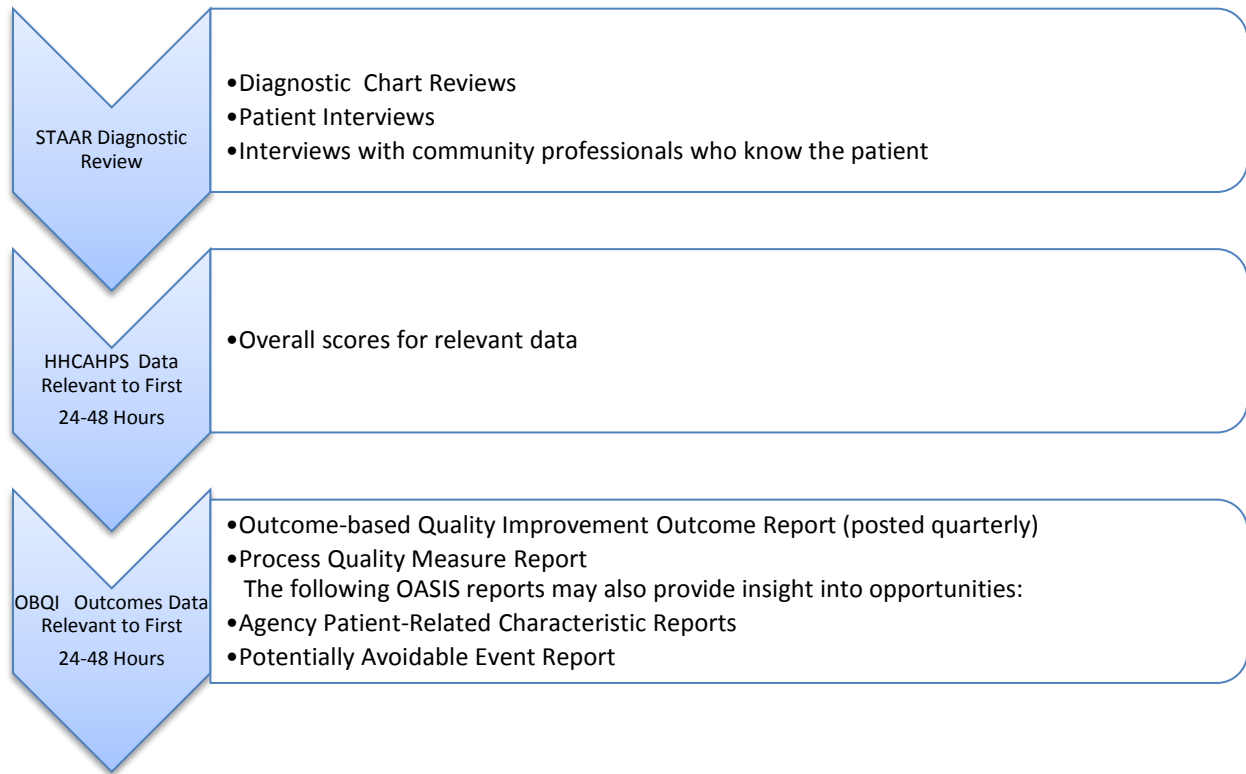 STAAR Diagnostic
Review
•Diagnostic Chart Reviews
•Patient Interviews
•Interviews with community professionals who know the patient
HHCAHPS Data
Relevant to First
24-48 Hours
•Overall scores for relevant data
OBQI Outcomes Data
Relevant to First
24-48 Hours
•Outcome-based Quality Improvement Outcome Report (posted quarterly)
•Process Quality Measure Report
The following OASIS reports may also provide insight into opportunities:
•Agency Patient-Related Characteristic Reports
•Potentially Avoidable Event Report